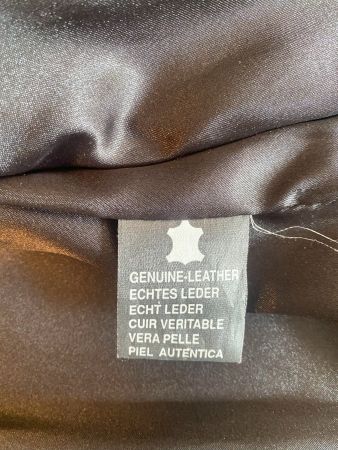 GENUINE-LEATHER
ECHTES LEDER
ECHT LEDER
CUIR VERITABLE
VERA PELLE
PIEL AUTENTICA